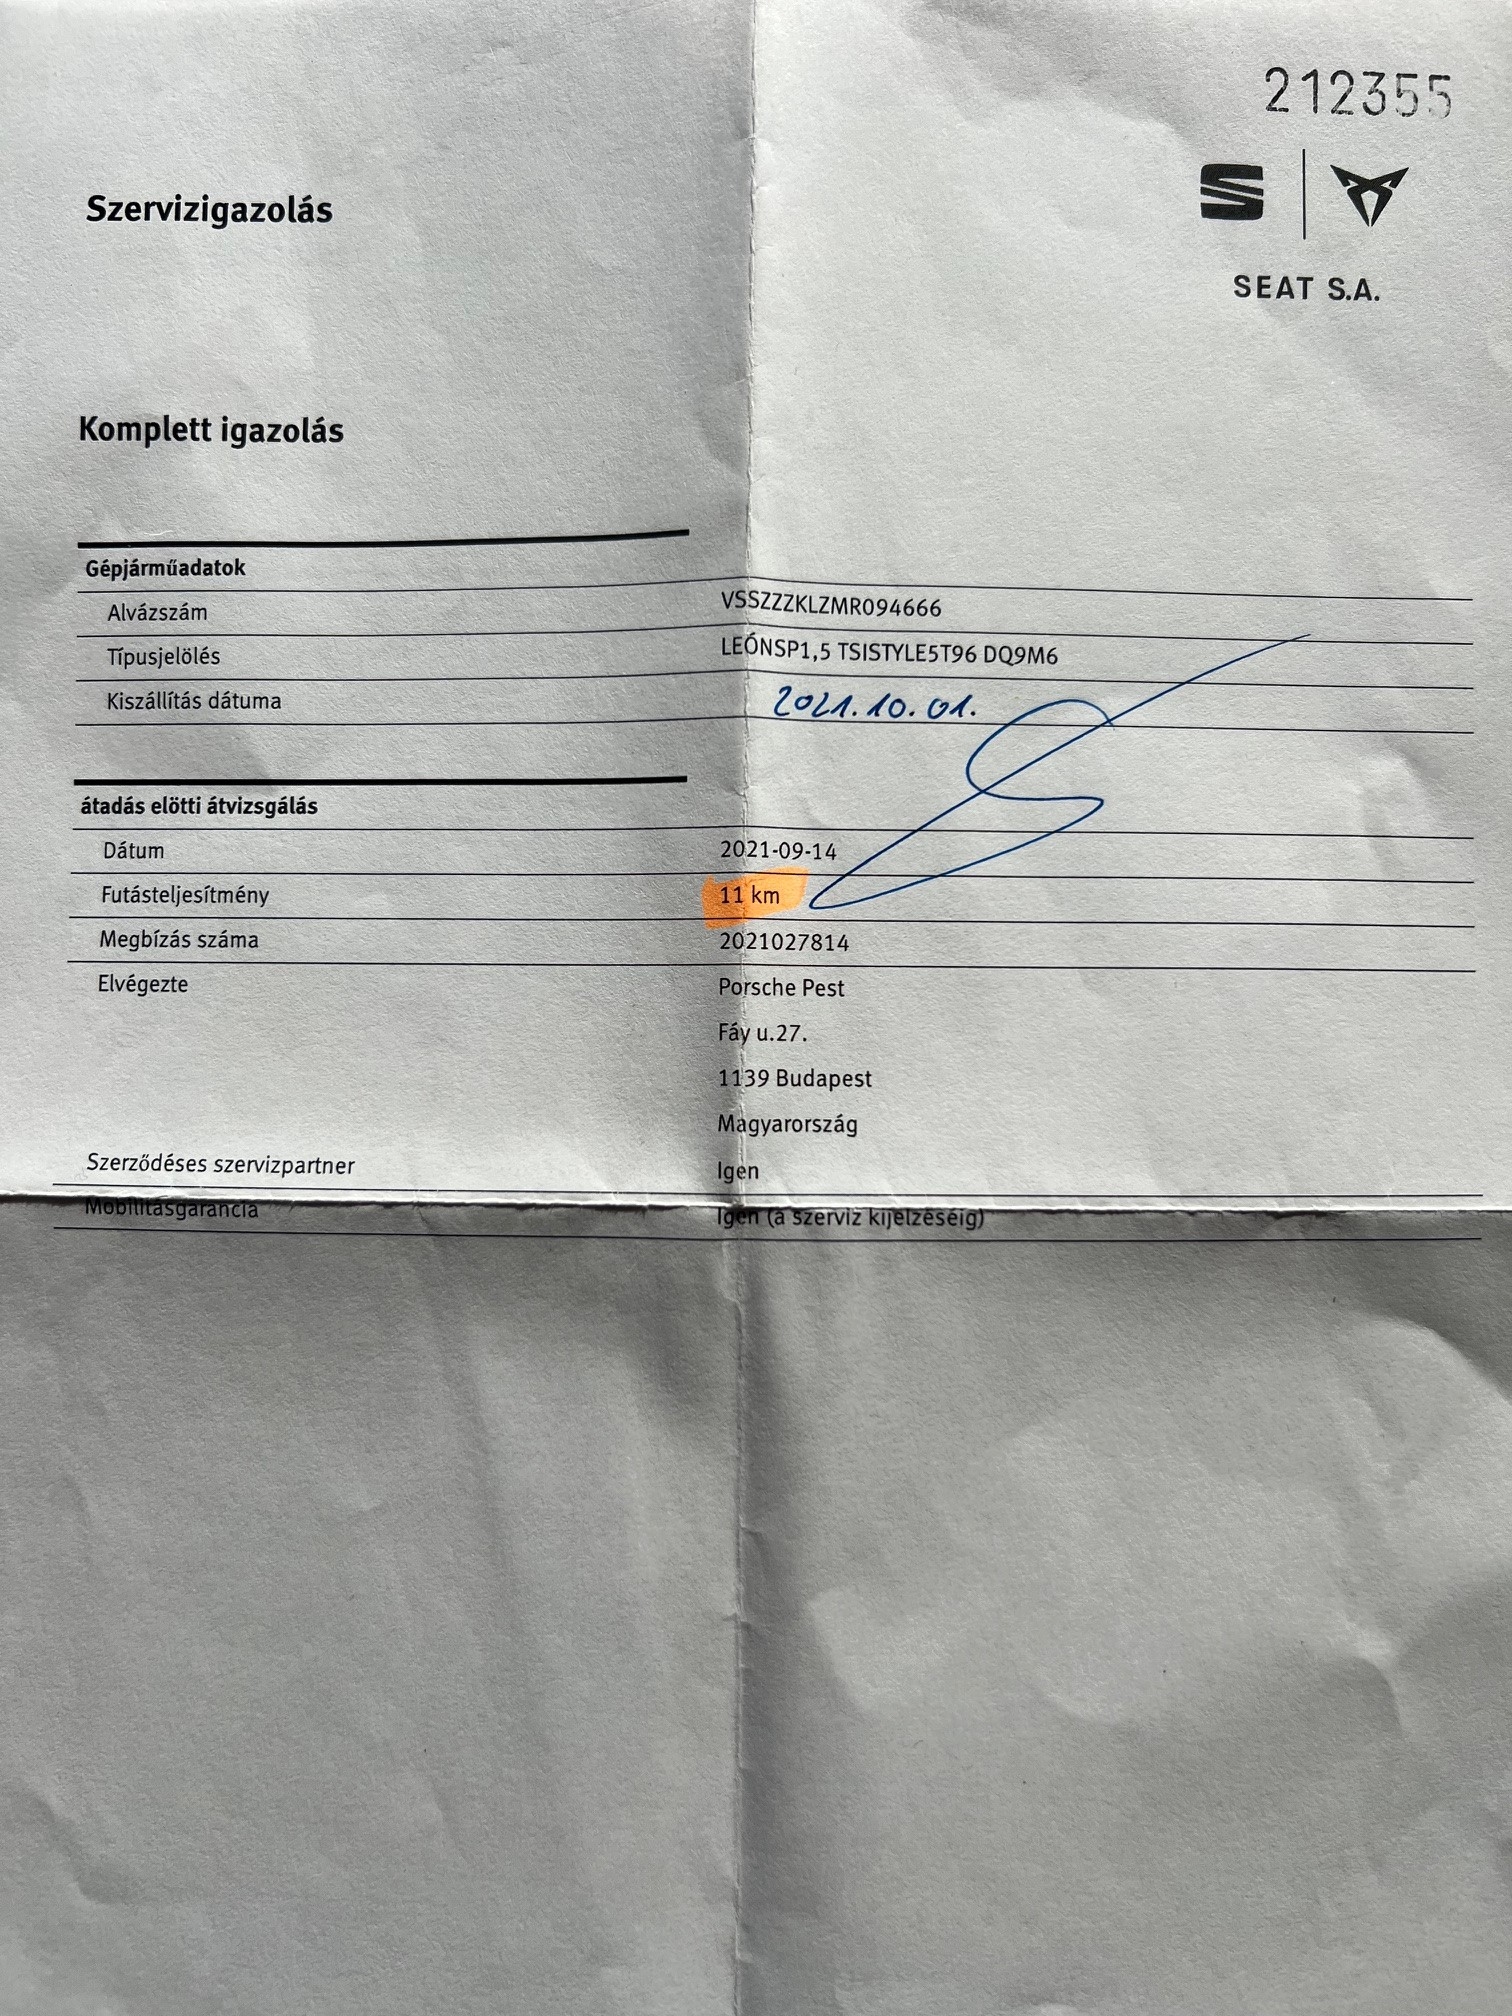 212355
Szervizigazolás
SEAT S.A.
Komplett igazolás
Gépjárműadatok
Alvázszám VSSZZZKLZMR094666
Típusjelölés LEÓNSP1,5 TSISTYLE5T96 DQ9M6
Kiszállítás dátuma 2021.10.01.
átadás elötti átvizsgálás
Dátum 2021-09-14
Futásteljesítmény 11 km
Megbízás száma 2021027814
Elvégezte Porsche Pest
Fáy u.27.
1139 Budapest
Magyarország
Szerződéses szervizpartner Igen
Mobilitásgarancia Igen (a szerviz kijelzéséig)